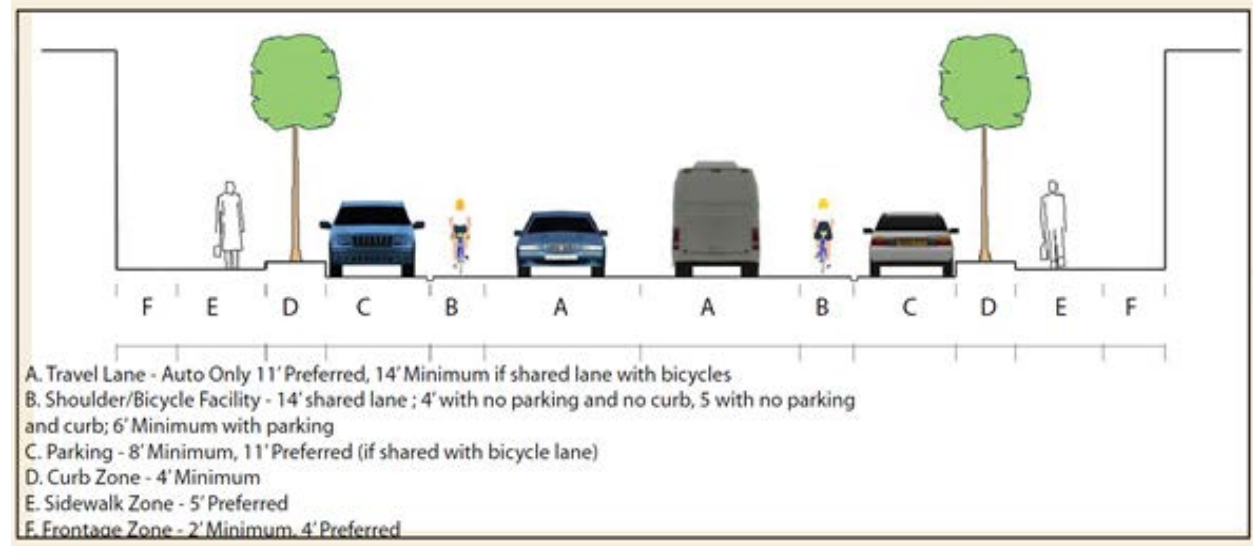 F E D C B A A B C D E F
A. Travel Lane - Auto Only 11' Preferred, 14' Minimum if shared lane with bicycles
B. Shoulder/Bicycle Facility - 14' shared lane ; 4' with no parking and no curb, 5 with no parking
and curb; 6' Minimum with parking
C. Parking - 8' Minimum, 11' Preferred (if shared with bicycle lane)
D. Curb Zone - 4' Minimum
E. Sidewalk Zone - 5' Preferred
F. Frontage Zone - 2' Minimum, 4' Preferred